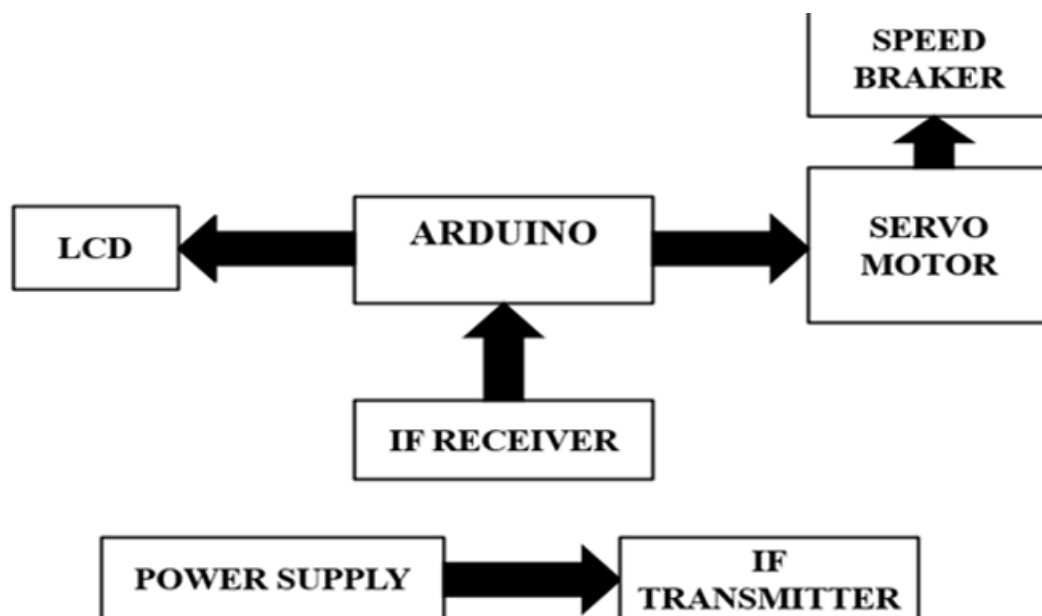 SPEED
BRAKER
LCD
ARDUINO
SERVO
MOTOR
IF RECEIVER
POWER SUPPLY
IF
TRANSMITTER